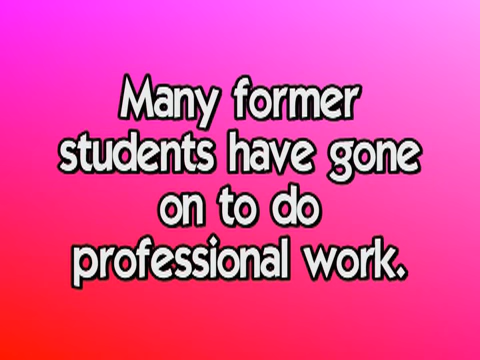 Many former
students have gone
on to do
professional work.